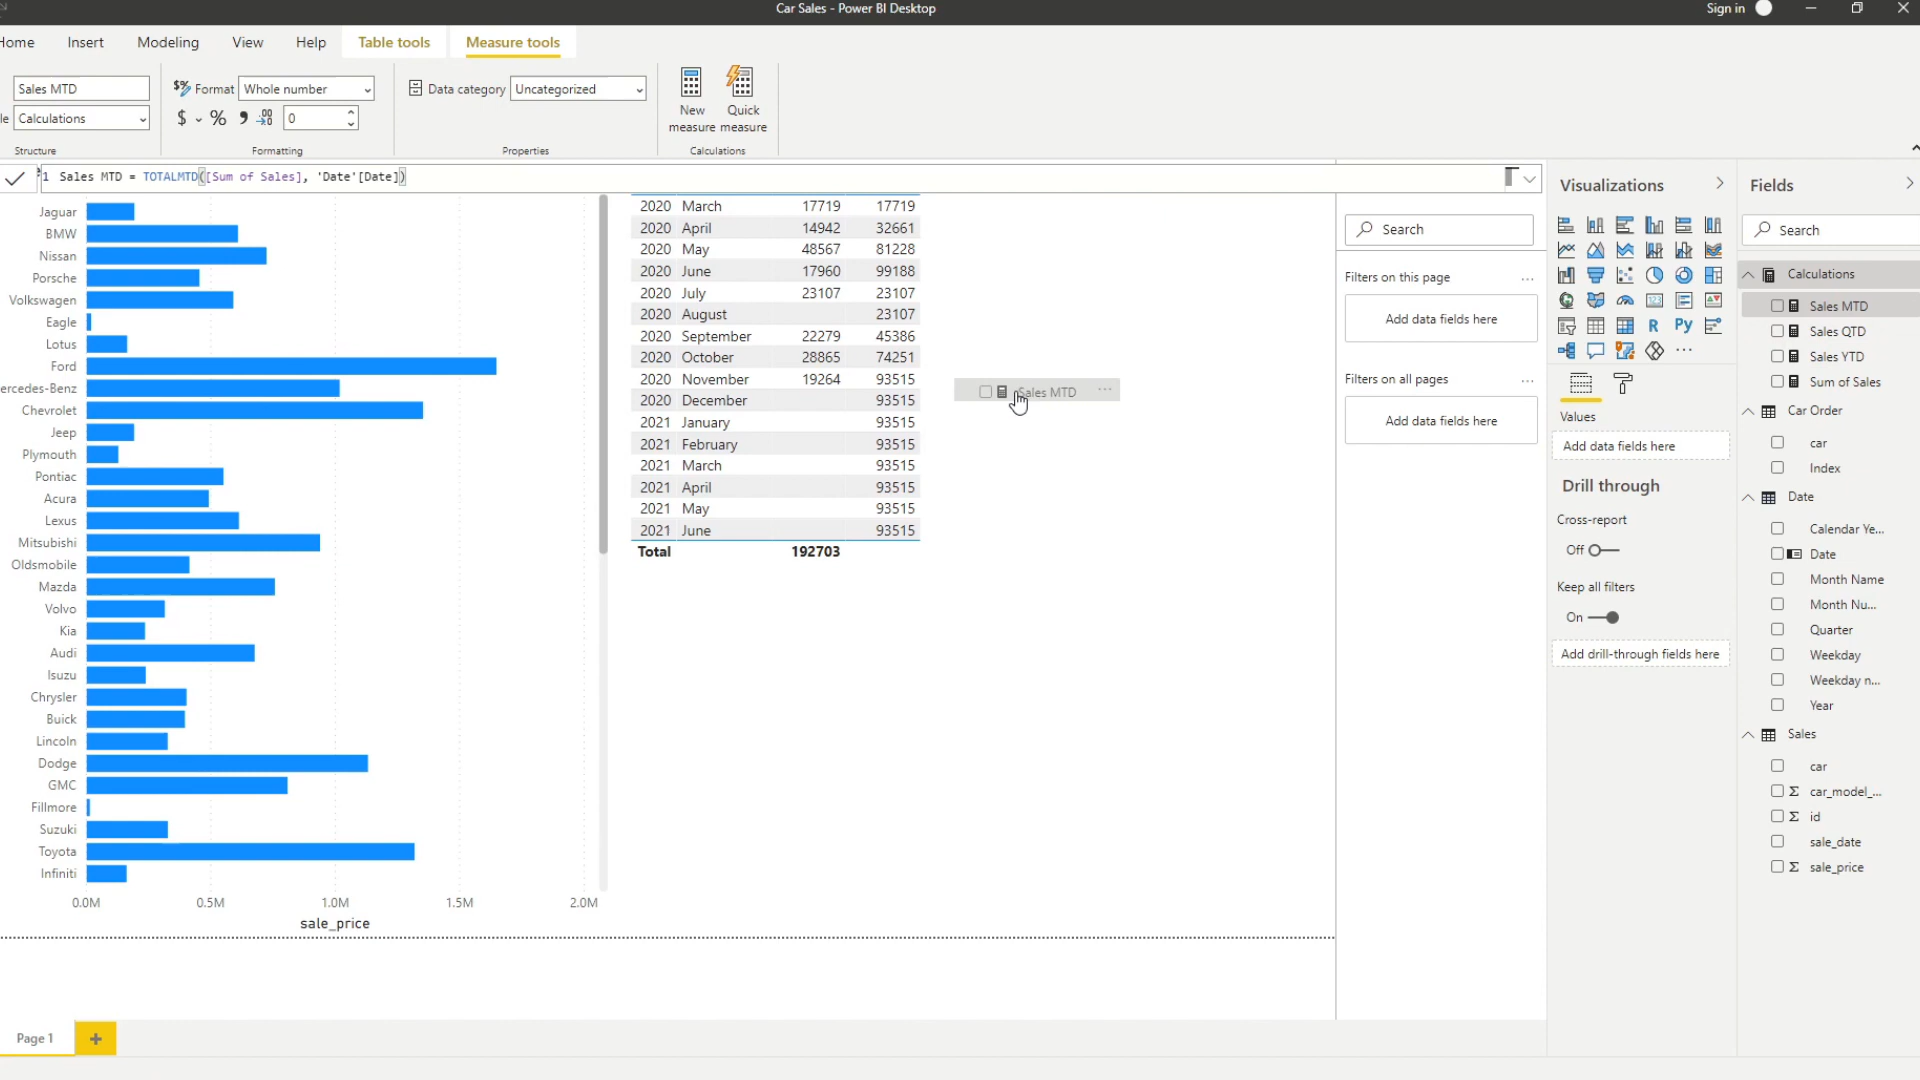 Car Sales - Power BI Desktop
Sign in
Home Insert Modeling View Help Table tools Measure tools
Sales MTD
$% Format Whole number
Data category Uncategorized
New measure
Quick measure
le Calculations
$ % 9 .00 0
Structure Formatting Properties Calculations
1 Sales MTD = TOTALMTD([Sum of Sales], 'Date'[Date])
Jaguar
BMW
Nissan
Porsche
Volkswagen
Eagle
Lotus
Ford
ercedes-Benz
Chevrolet
Jeep
Plymouth
Pontiac
Acura
Lexus
Mitsubishi
Oldsmobile
Mazda
Volvo
Kia
Audi
Isuzu
Chrysler
Buick
Lincoln
Dodge
GMC
Fillmore
Suzuki
Toyota
Infiniti
0.0M 0.5M 1.0M 1.5M 2.0M
sale_price
2020 March 17719 17719
2020 April 14942 32661
2020 May 48567 81228
2020 June 17960 99188
2020 July 23107 23107
2020 August 23107
2020 September 22279 45386
2020 October 28865 74251
2020 November 19264 93515
2020 December 93515
2021 January 93515
2021 February 93515
2021 March 93515
2021 April 93515
2021 May 93515
2021 June 93515
Total 192703
Sales MTD ...
Search
Filters on this page ...
Add data fields here
Filters on all pages ...
Add data fields here
Visualizations
123
R Py
...
Values
Add data fields here
Drill through
Cross-report
Off
Keep all filters
On
Add drill-through fields here
Fields
Search
Calculations
Sales MTD
Sales QTD
Sales YTD
Sum of Sales
Car Order
car
Index
Date
Calendar Ye...
Date
Month Name
Month Nu...
Quarter
Weekday
Weekday n...
Year
Sales
car
Σ car_model_...
Σ id
sale_date
Σ sale_price
Page 1 +